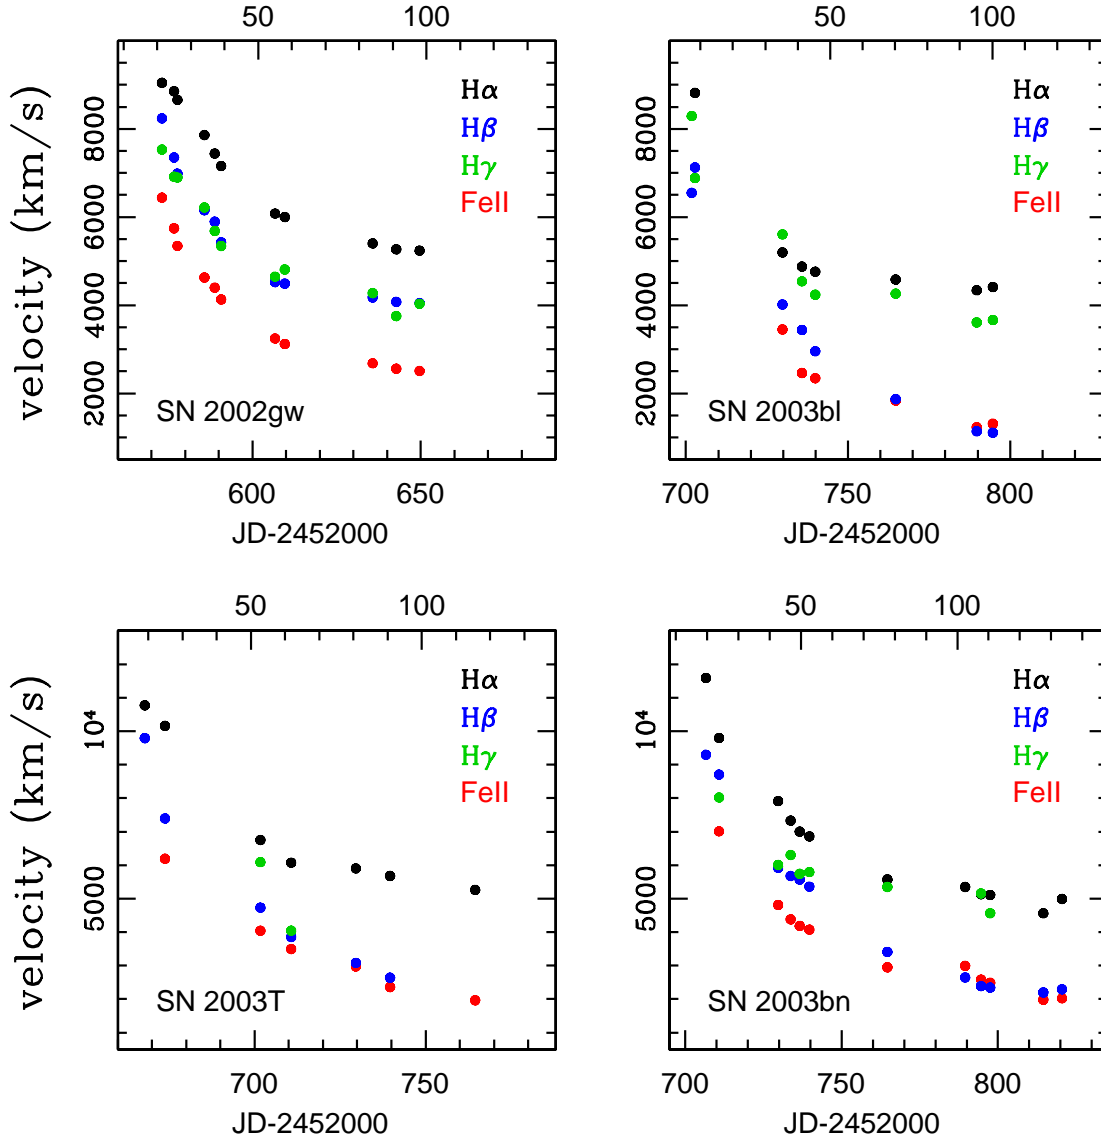 50 100
50 100
velocity (km/s)
2000 4000 6000 8000
Hα
Hβ
Hγ
FeII
SN 2002gw
600 650
JD-2452000
2000 4000 6000 8000
Hα
Hβ
Hγ
FeII
SN 2003bl
700 750 800
JD-2452000
50 100
50 100
velocity (km/s)
5000 10⁴
Hα
Hβ
Hγ
FeII
SN 2003T
700 750
JD-2452000
5000 10⁴
Hα
Hβ
Hγ
FeII
SN 2003bn
700 750 800
JD-2452000